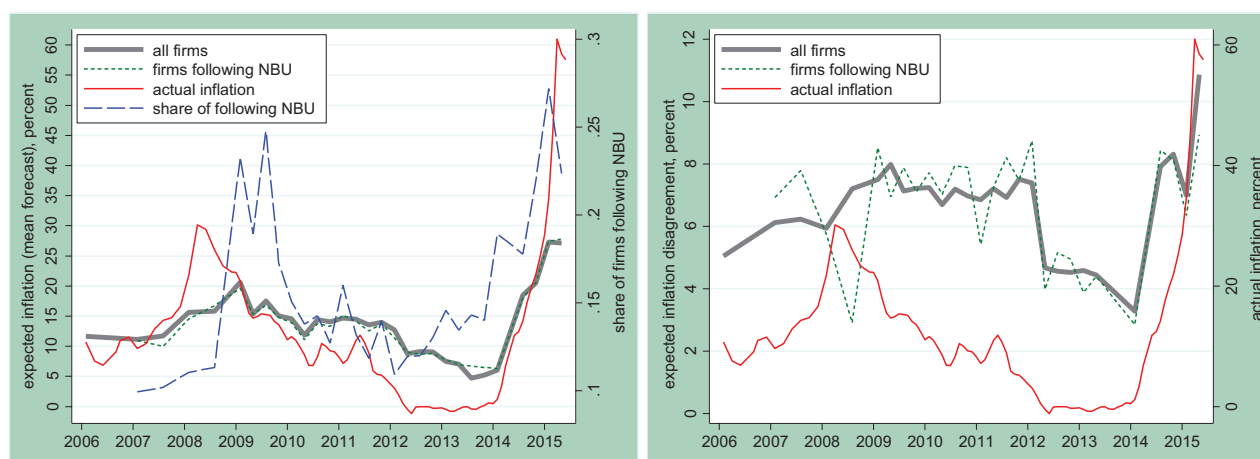 all firms
firms following NBU
actual inflation
share of following NBU
expected inflation (mean forecast), percent
60
55
50
45
40
35
30
25
20
15
10
5
0
.3
.25
.2
.15
.1
share of firms following NBU
2006 2007 2008 2009 2010 2011 2012 2013 2014 2015
all firms
firms following NBU
actual inflation
expected inflation disagreement, percent
12
10
8
6
4
2
0
60
40
20
0
actual inflation, percent
2006 2007 2008 2009 2010 2011 2012 2013 2014 2015